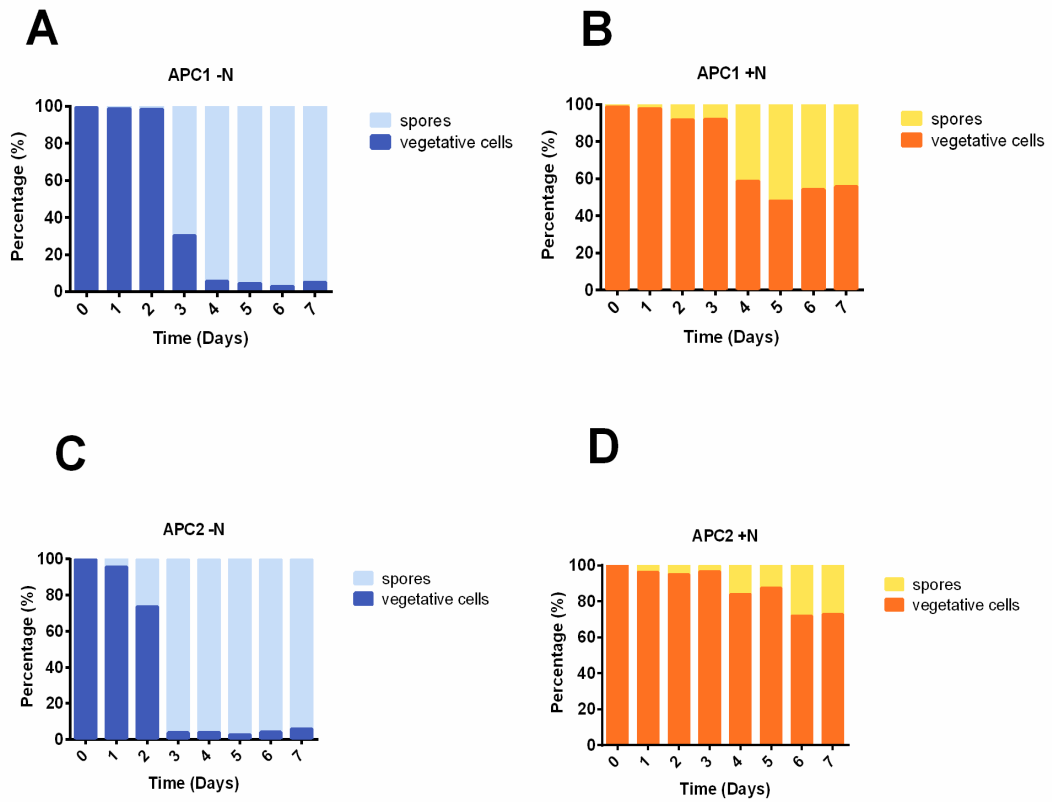 A
APC1 -N
Percentage (%)
100
80
60
40
20
0
0 1 2 3 4 5 6 7
Time (Days)
spores
vegetative cells
B
APC1 +N
Percentage (%)
100
80
60
40
20
0
0 1 2 3 4 5 6 7
Time (Days)
spores
vegetative cells
C
APC2 -N
Percentage (%)
100
80
60
40
20
0
0 1 2 3 4 5 6 7
Time (Days)
spores
vegetative cells
D
APC2 +N
Percentage (%)
100
80
60
40
20
0
0 1 2 3 4 5 6 7
Time (Days)
spores
vegetative cells